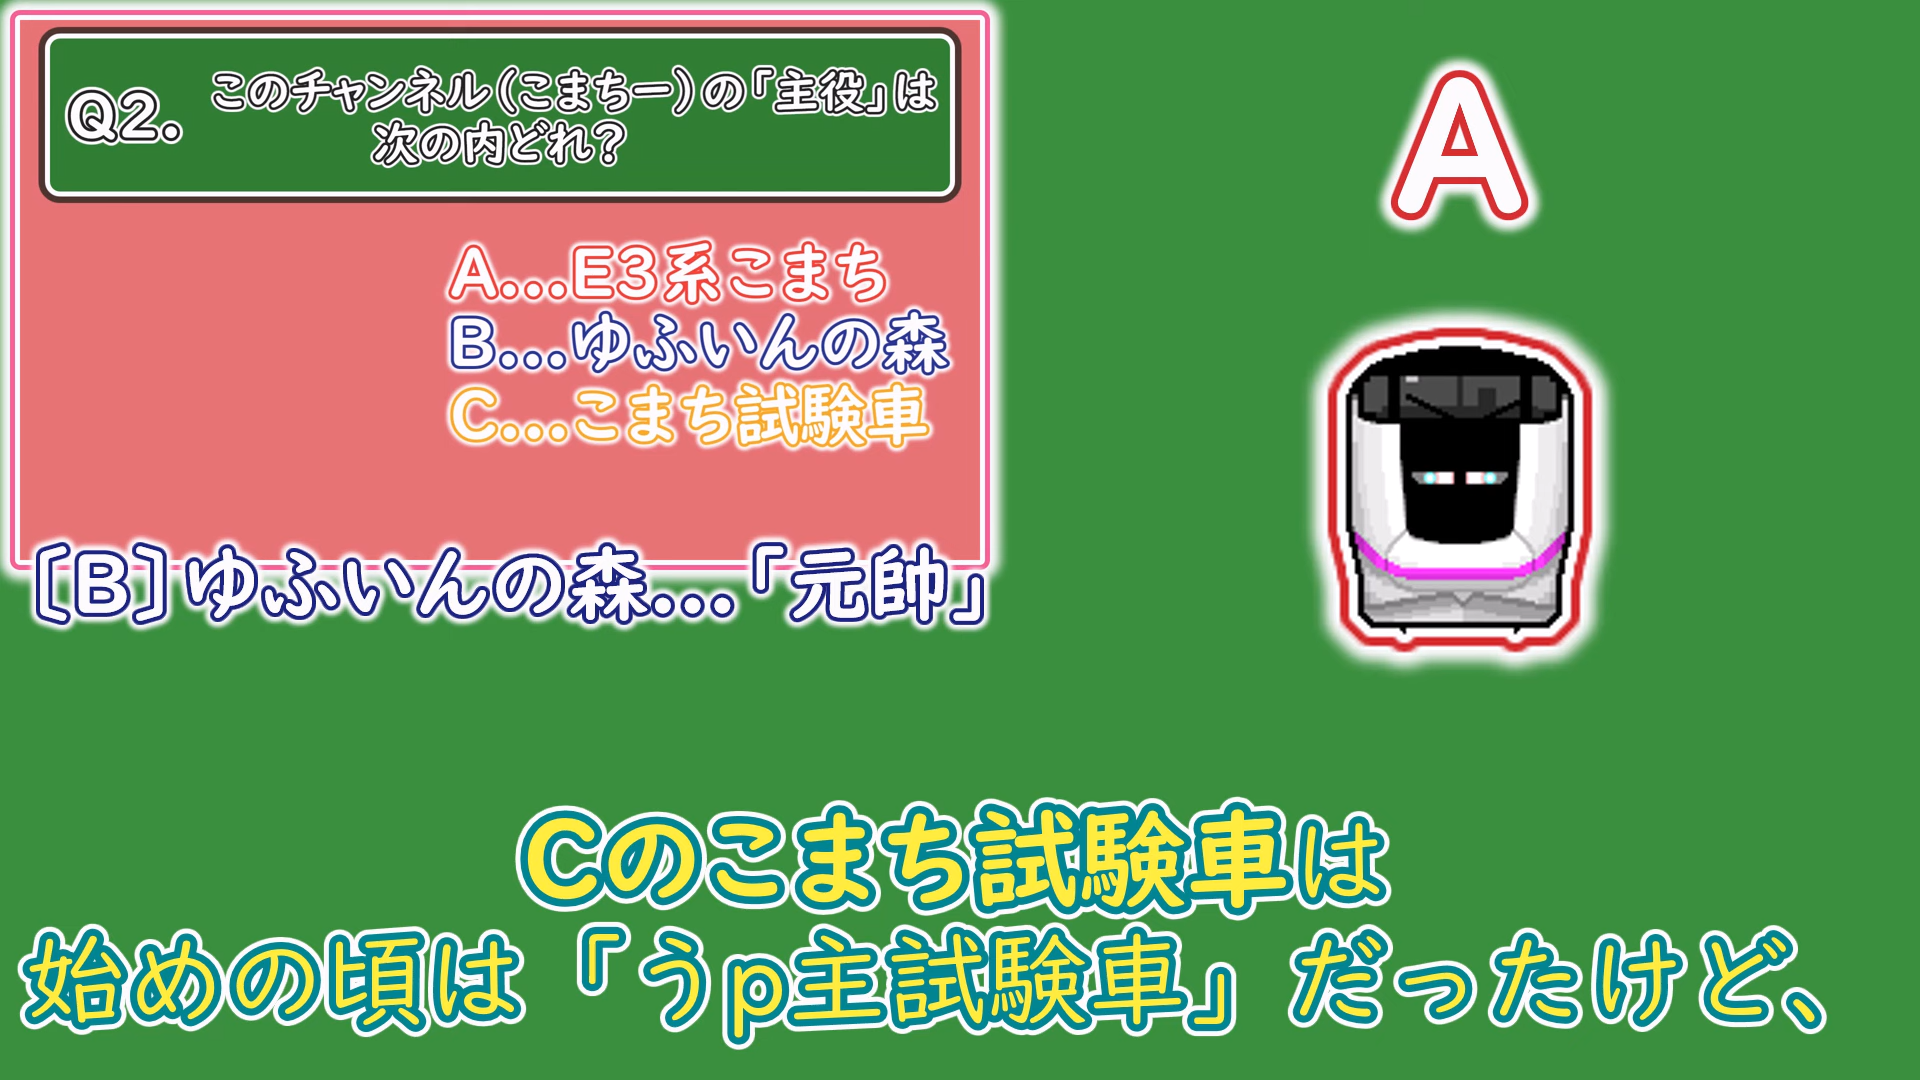 Q2. このチャンネル(こまちー)の「主役」は
次の内どれ?
A...E3系こまち
B...ゆふいんの森
C...こまち試験車
[B]ゆふいんの森...「元帥」
A
Cのこまち試験車は
始めの頃は「うp主試験車」だったけど、